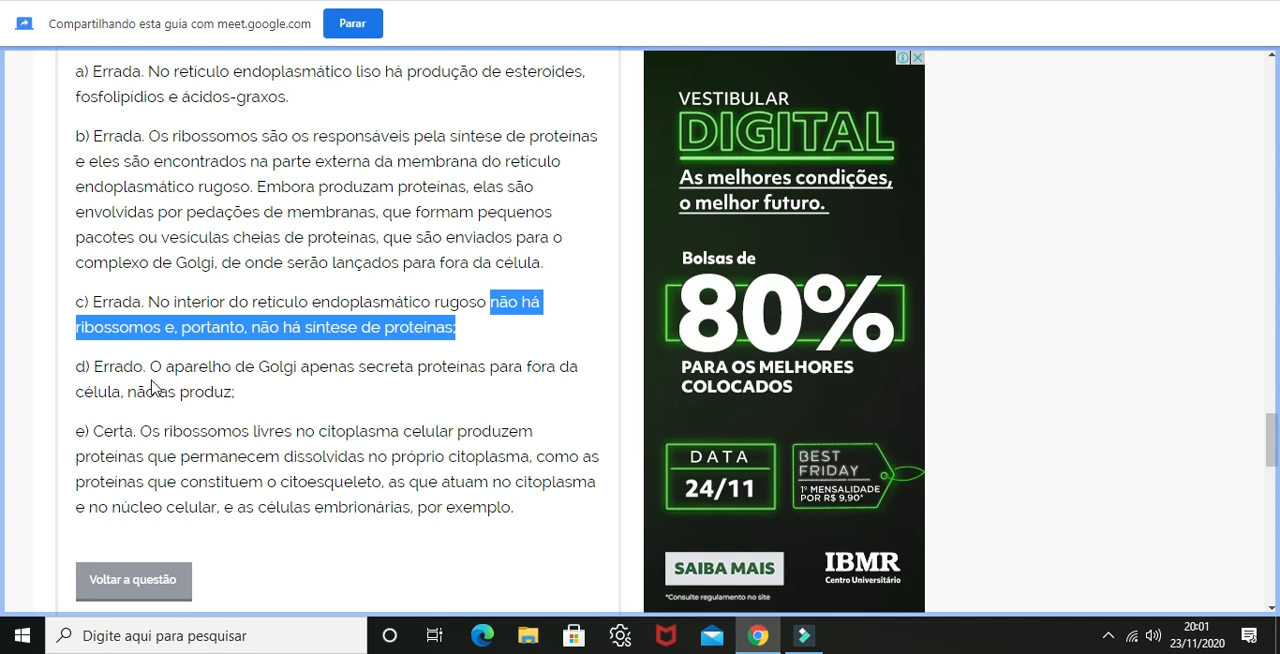 Compartilhando esta guia com meet.google.com
Parar
a) Errada. No retículo endoplasmático liso há produção de esteroides,
fosfolipídios e ácidos-graxos.
b) Errada. Os ribossomos são os responsáveis pela síntese de proteínas
e eles são encontrados na parte externa da membrana do retículo
endoplasmático rugoso. Embora produzam proteínas, elas são
envolvidas por pedações de membranas, que formam pequenos
pacotes ou vesículas cheias de proteínas, que são enviados para o
complexo de Golgi, de onde serão lançados para fora da célula.
c) Errada. No interior do retículo endoplasmático rugoso não há
ribossomos e, portanto, não há síntese de proteínas;
d) Errado. O aparelho de Golgi apenas secreta proteínas para fora da
célula, não as produz;
e) Certa. Os ribossomos livres no citoplasma celular produzem
proteínas que permanecem dissolvidas no próprio citoplasma, como as
proteínas que constituem o citoesqueleto, as que atuam no citoplasma
e no núcleo celular, e as células embrionárias, por exemplo.
Voltar a questão
VESTIBULAR
DIGITAL
As melhores condições,
o melhor futuro.
Bolsas de
80%
PARA OS MELHORES
COLOCADOS
DATA
24/11
BEST
FRIDAY
1ª MENSALIDADE
POR R$ 9,90*
SAIBA MAIS
IBMR
Centro Universitário
*Consulte regulamento no site
Digite aqui para pesquisar
20:01
23/11/2020